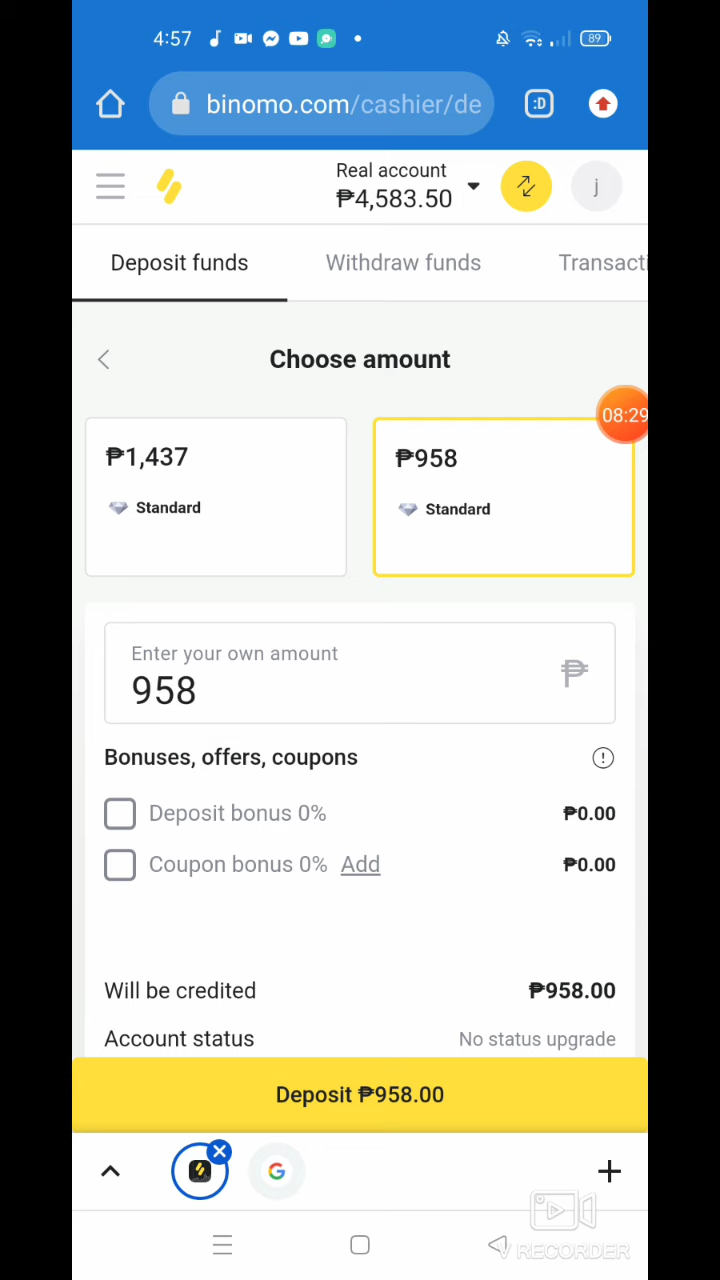 4:57
89
binomo.com/cashier/de
:D
Real account
₱4,583.50
j
Deposit funds
Withdraw funds
Transacti
Choose amount
08:29
₱1,437
₱958
Standard
Standard
Enter your own amount
958
₱
Bonuses, offers, coupons
Deposit bonus 0%
₱0.00
Coupon bonus 0% Add
₱0.00
Will be credited
₱958.00
Account status
No status upgrade
Deposit ₱958.00
G
V RECORDER